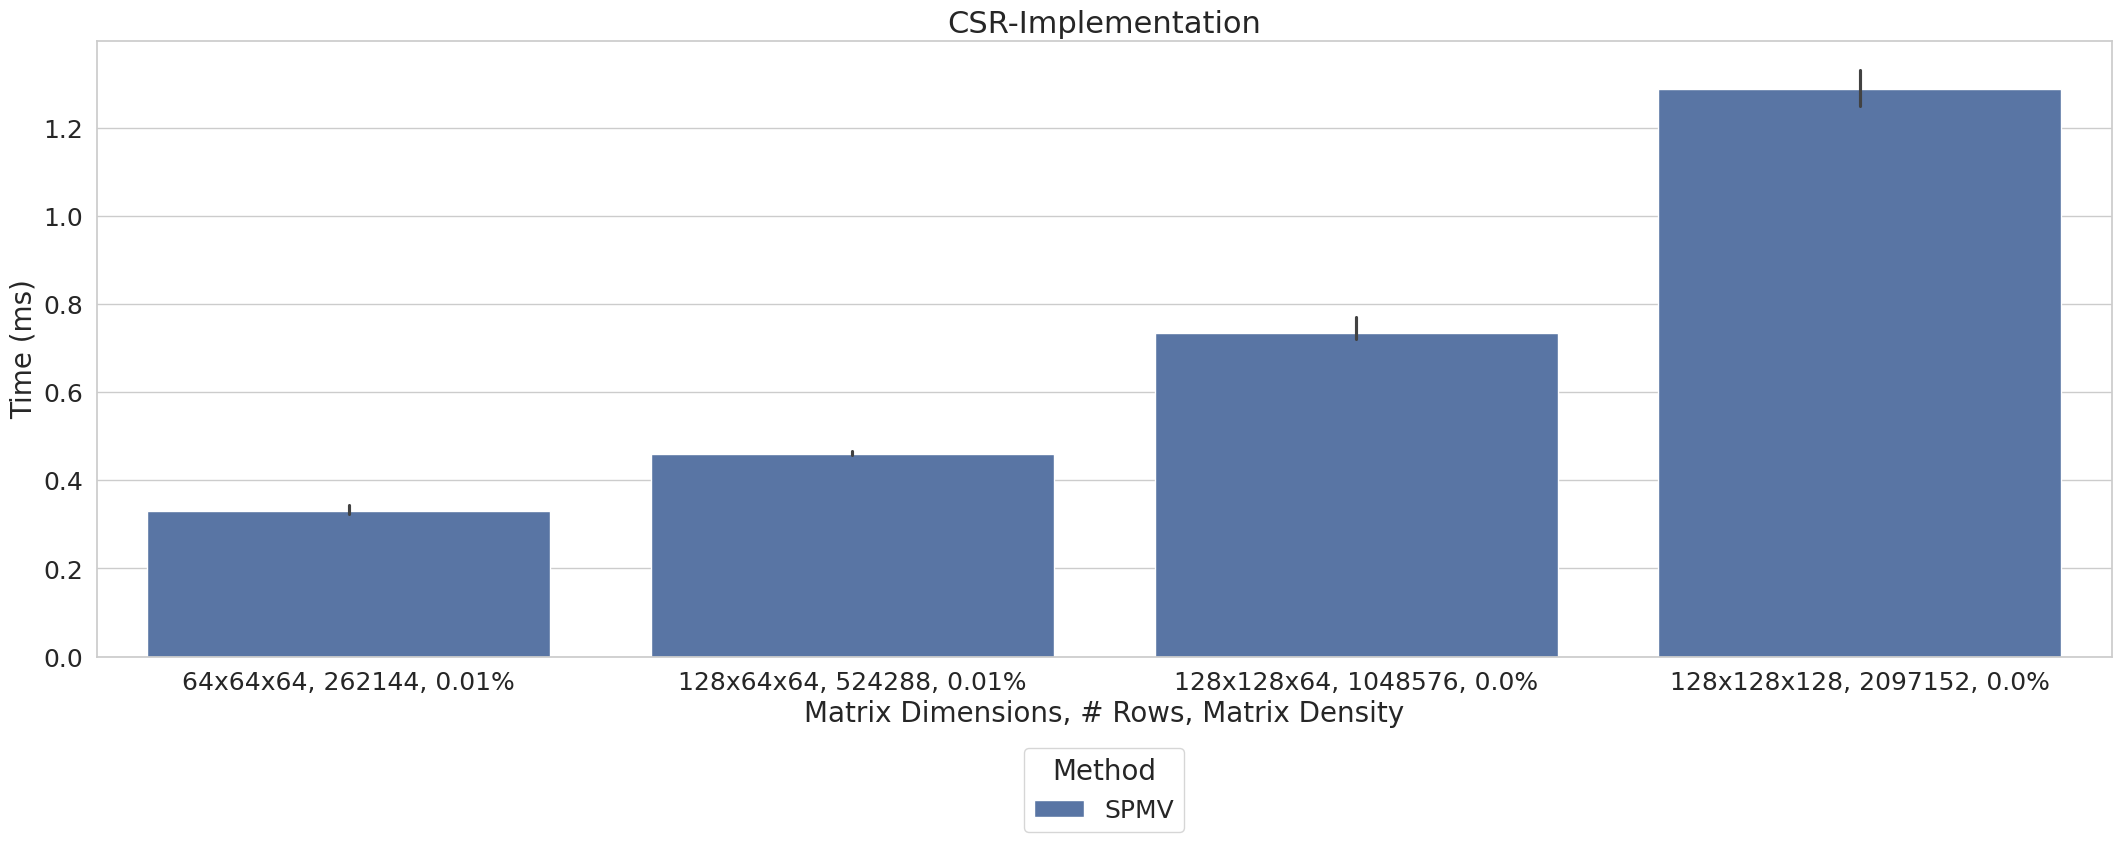 CSR-Implementation
Time (ms)
1.2
1.0
0.8
0.6
0.4
0.2
0.0
64x64x64, 262144, 0.01% 128x64x64, 524288, 0.01% 128x128x64, 1048576, 0.0% 128x128x128, 2097152, 0.0%
Matrix Dimensions, # Rows, Matrix Density
Method
SPMV